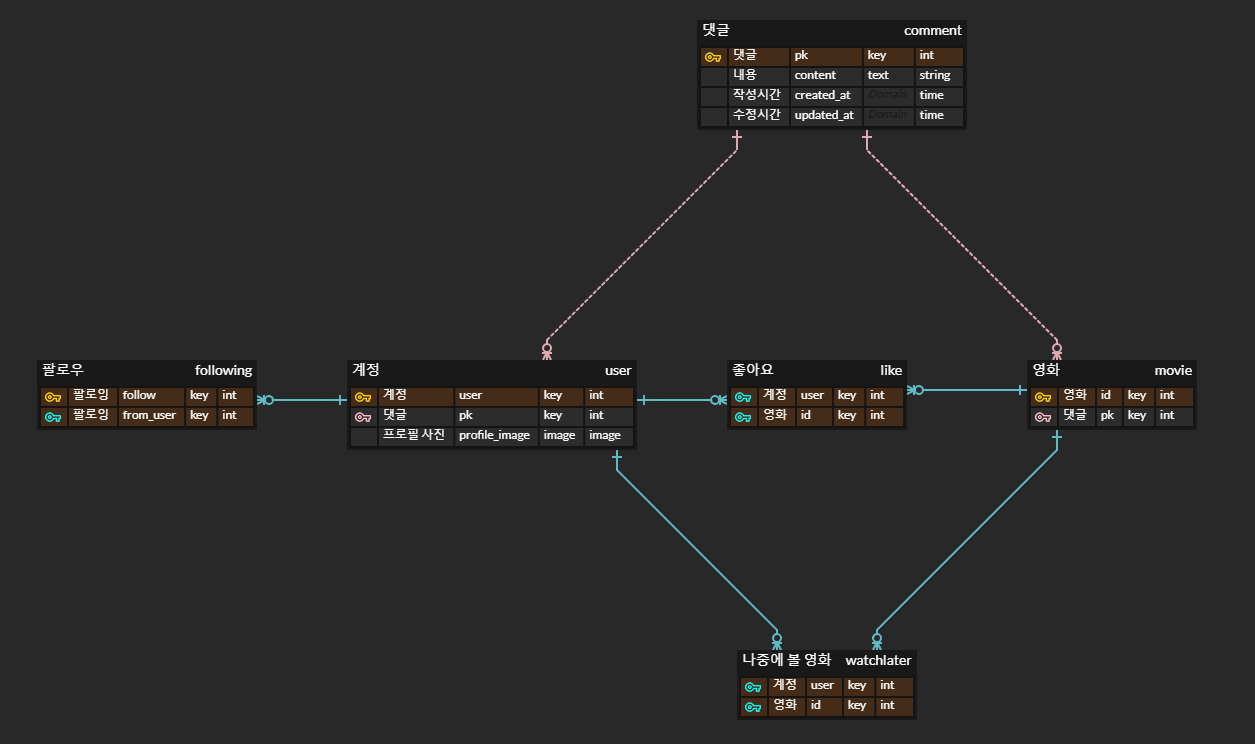 댓글 comment
댓글 pk key int
내용 content text string
작성시간 created_at Domain time
수정시간 updated_at Domain time
팔로우 following
팔로잉 follow key int
팔로잉 from_user key int
계정 user
계정 user key int
댓글 pk key int
프로필 사진 profile_image image image
좋아요 like
계정 user key int
영화 id key int
영화 movie
영화 id key int
댓글 pk key int
나중에 볼 영화 watchlater
계정 user key int
영화 id key int